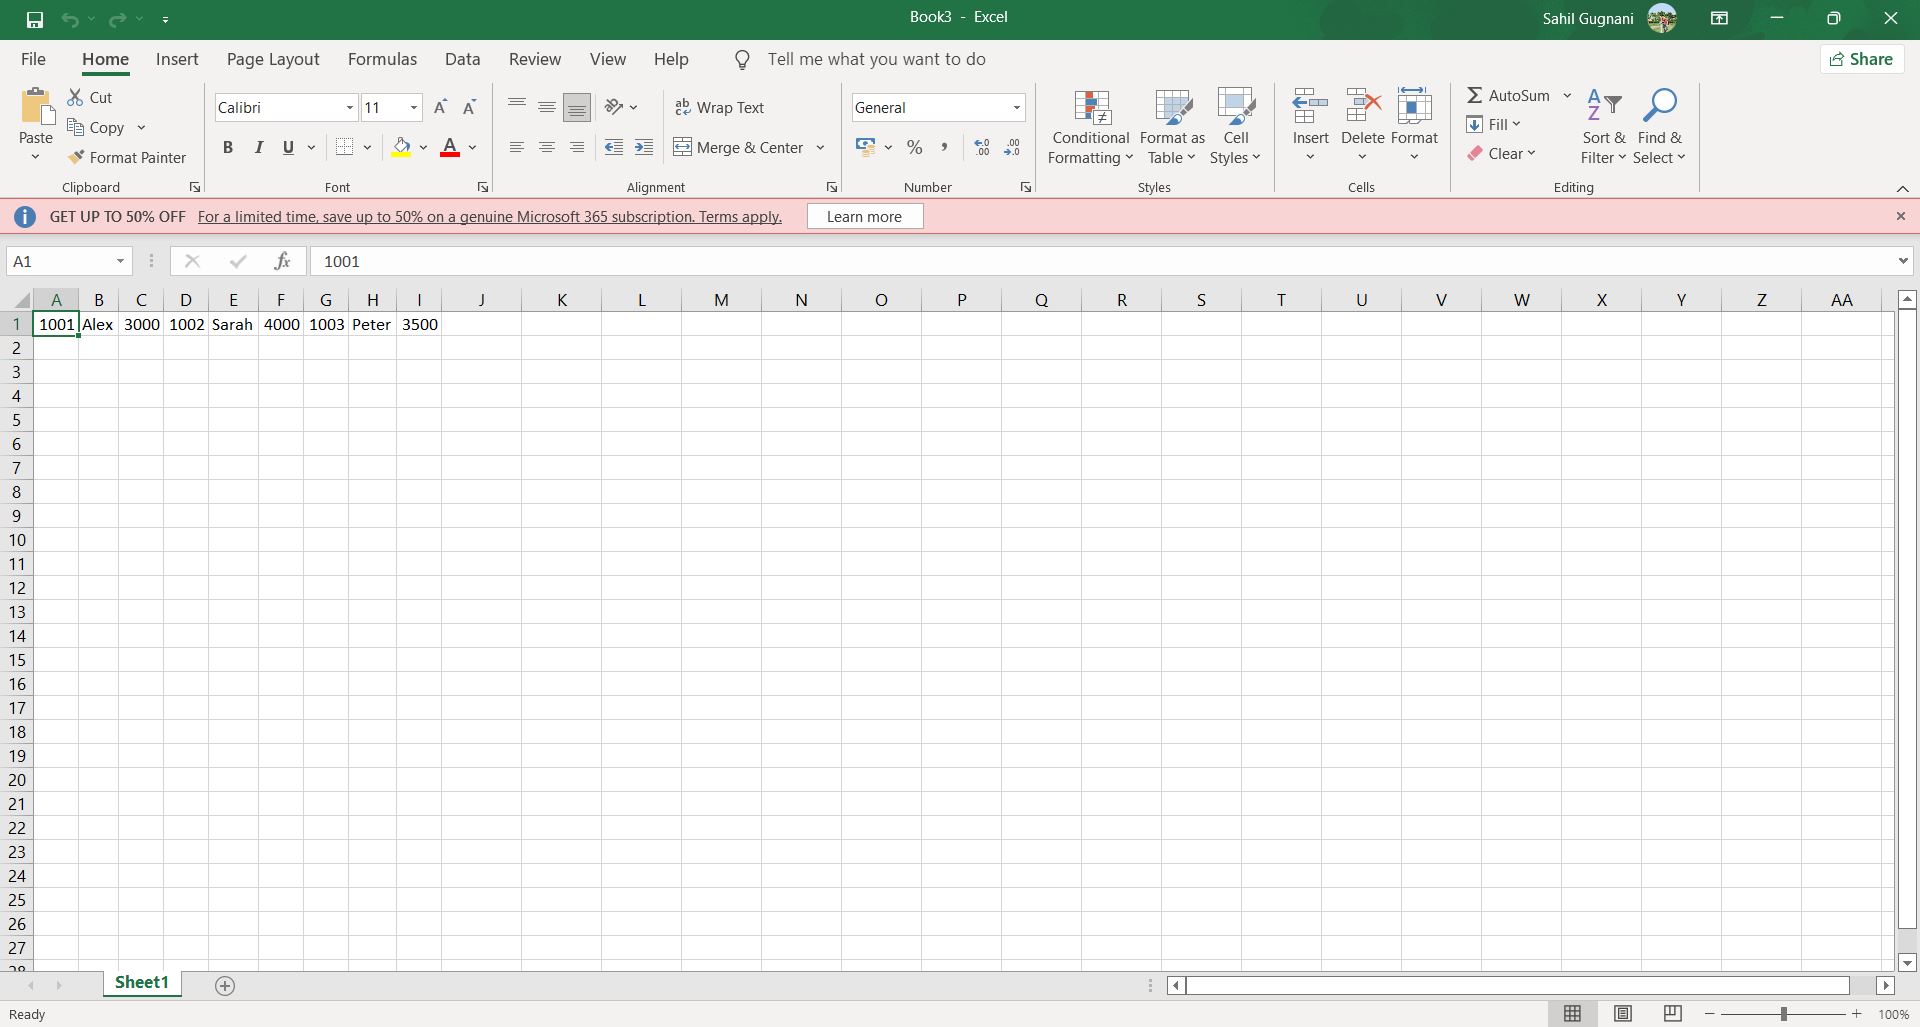 Book3 - Excel
Sahil Gugnani
File Home Insert Page Layout Formulas Data Review View Help Tell me what you want to do Share
Paste
Cut
Copy
Format Painter
Clipboard
Calibri 11 A A
B I U A
Font
ab Wrap Text
Merge & Center
Alignment
General
% ,
Number
Conditional Formatting
Format as Table
Cell Styles
Styles
Insert Delete Format
Cells
AutoSum
Fill
Clear
Sort & Filter
Find & Select
Editing
GET UP TO 50% OFF For a limited time, save up to 50% on a genuine Microsoft 365 subscription. Terms apply. Learn more
A1 fx 1001
A B C D E F G H I J K L M N O P Q R S T U V W X Y Z AA
1 1001 Alex 3000 1002 Sarah 4000 1003 Peter 3500
2
3
4
5
6
7
8
9
10
11
12
13
14
15
16
17
18
19
20
21
22
23
24
25
26
27
28
Sheet1
Ready 100%